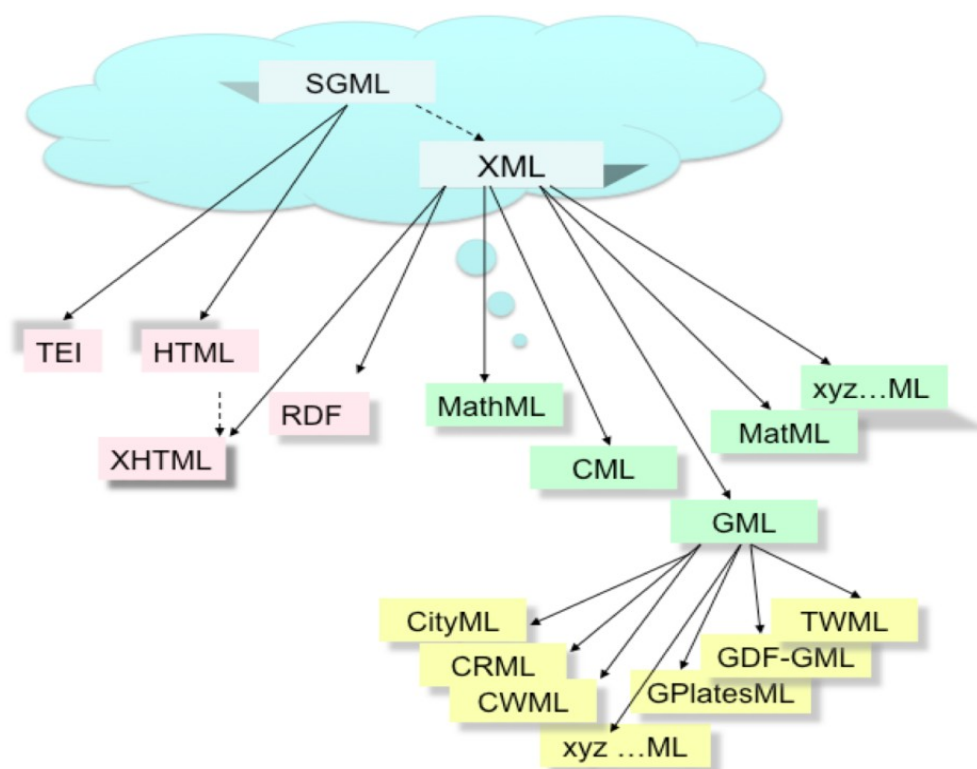 SGML
XML
TEI
HTML
XHTML
RDF
MathML
CML
GML
MatML
xyz...ML
CityML
CRML
CWML
xyz ...ML
GPlatesML
GDF-GML
TWML